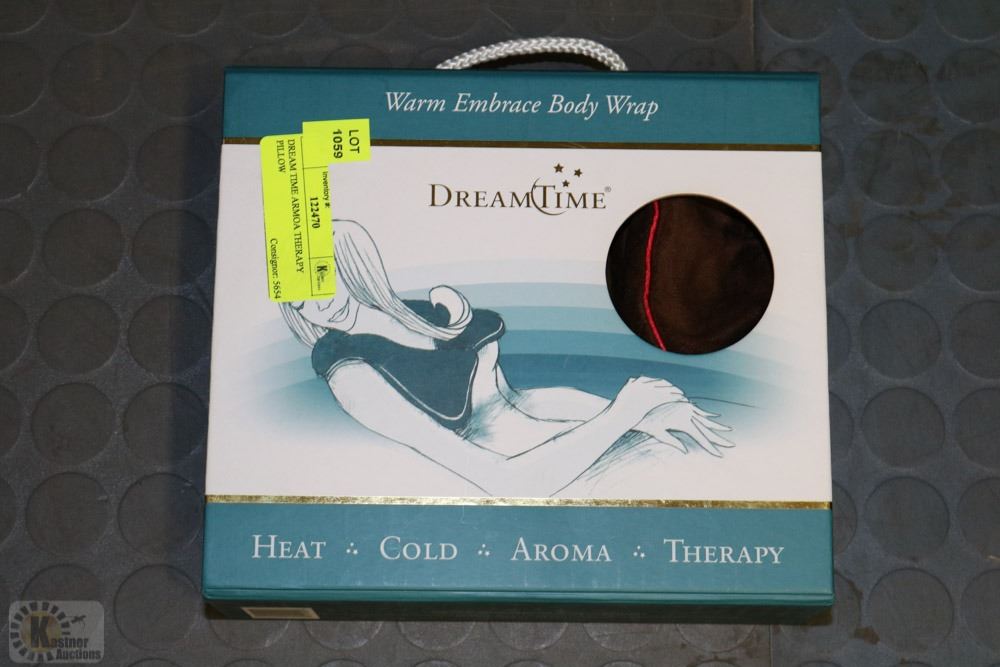 Warm Embrace Body Wrap
LOT
1059
DREAM TIME ARMOA THERAPY
PILLOW
Inventory #:
122470
Consignor: 5654
DREAMTIME®
HEAT ∴ COLD ∴ AROMA ∴ THERAPY
Kastner
Auctions